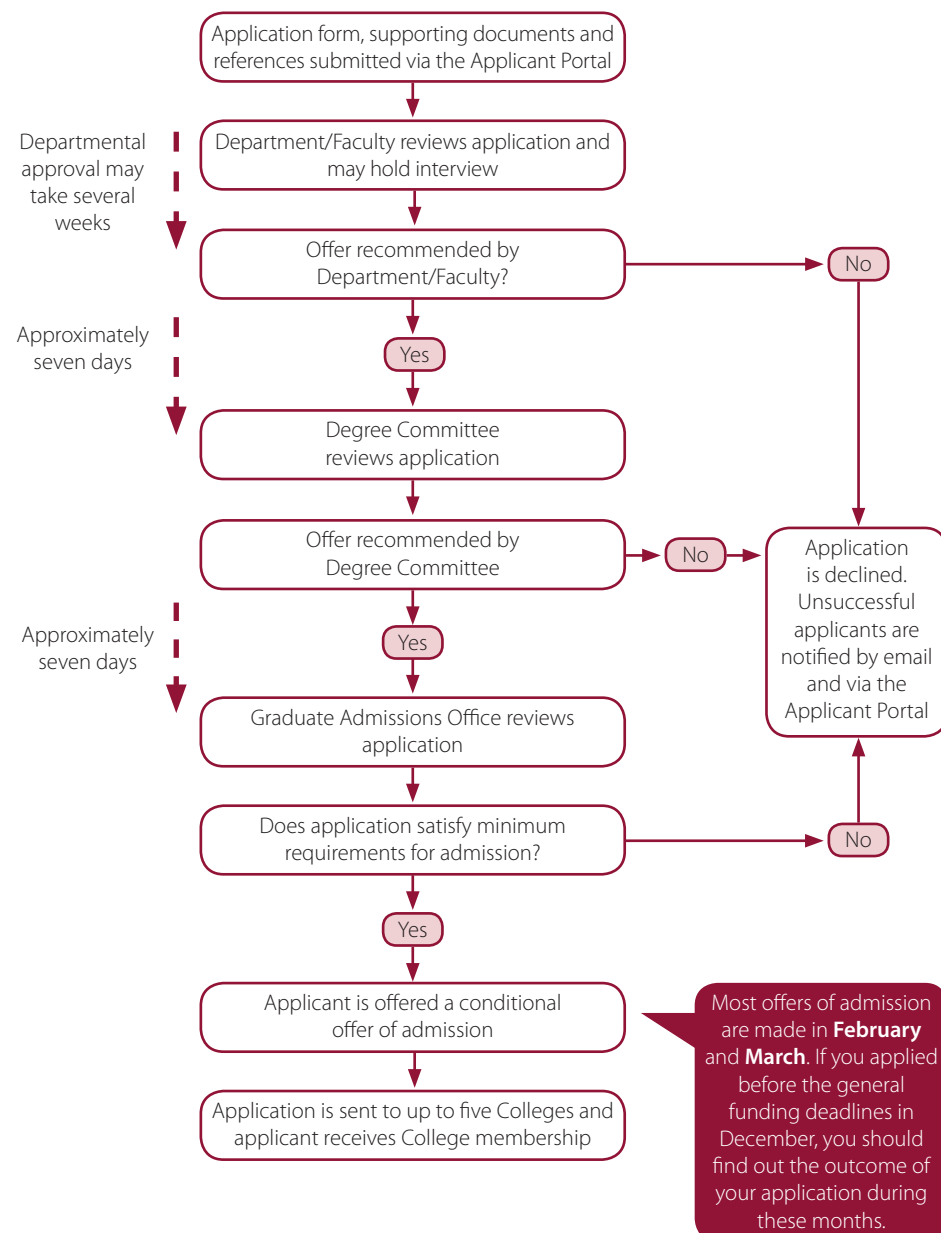 Application form, supporting documents and
references submitted via the Applicant Portal
Departmental
approval may
take several
weeks
Department/Faculty reviews application and
may hold interview
Offer recommended by
Department/Faculty?
No
Approximately
seven days
Yes
Degree Committee
reviews application
Offer recommended by
Degree Committee
No
Application
is declined.
Unsuccessful
applicants are
notified by email
and via the
Applicant Portal
Approximately
seven days
Yes
Graduate Admissions Office reviews
application
Does application satisfy minimum
requirements for admission?
No
Yes
Applicant is offered a conditional
offer of admission
Most offers of admission
are made in February
and March. If you applied
before the general
funding deadlines in
December, you should
find out the outcome of
your application during
these months.
Application is sent to up to five Colleges and
applicant receives College membership